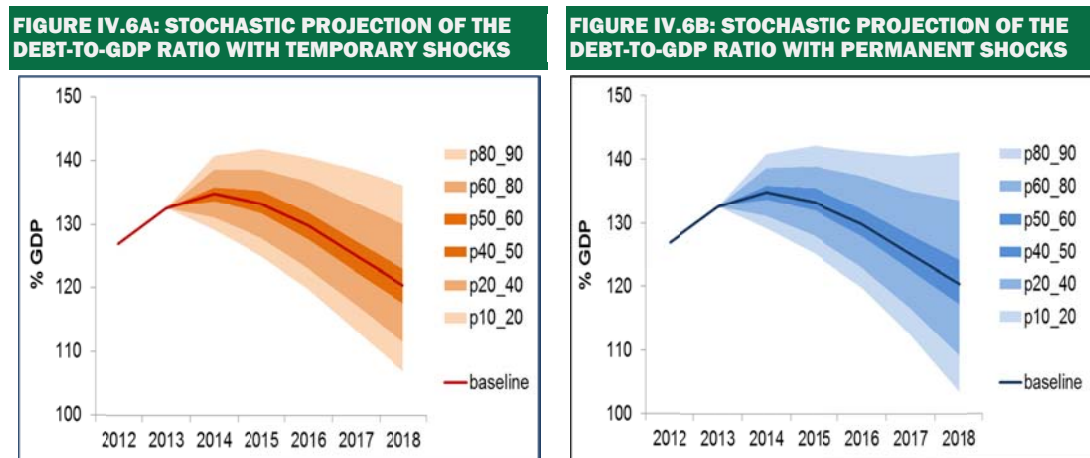 FIGURE IV.6A: STOCHASTIC PROJECTION OF THE
DEBT-TO-GDP RATIO WITH TEMPORARY SHOCKS
% GDP
150
140
130
120
110
100
2012 2013 2014 2015 2016 2017 2018
p80_90
p60_80
p50_60
p40_50
p20_40
p10_20
baseline
FIGURE IV.6B: STOCHASTIC PROJECTION OF THE
DEBT-TO-GDP RATIO WITH PERMANENT SHOCKS
% GDP
150
140
130
120
110
100
2012 2013 2014 2015 2016 2017 2018
p80_90
p60_80
p50_60
p40_50
p20_40
p10_20
baseline